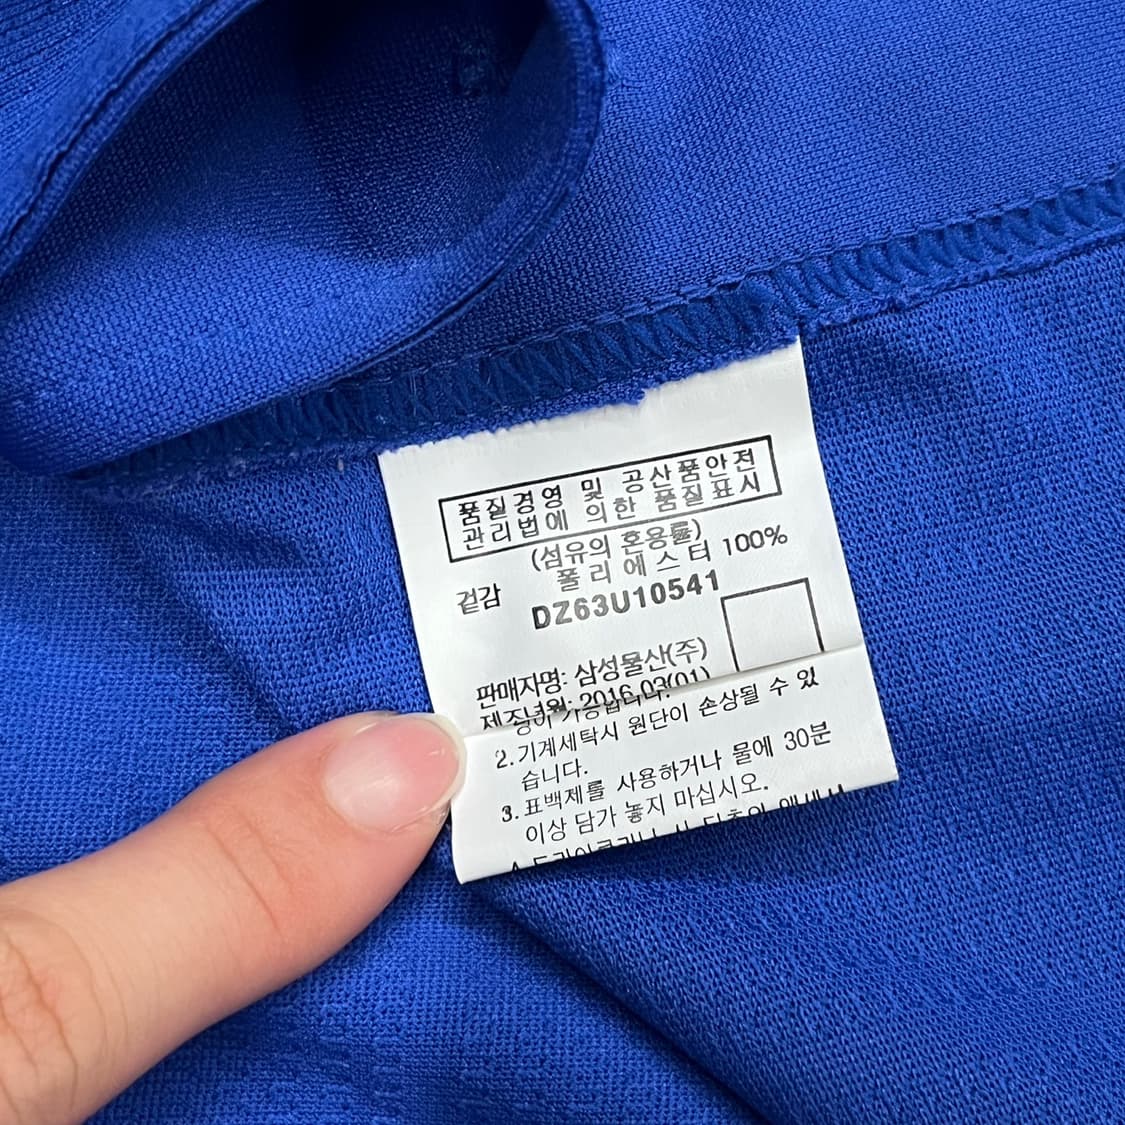 품질경영 및 공산품안전
관리법에 의한 품질표시
(섬유의 혼용률)
겉감 폴리에스터 100%
DZ63U10541
판매자명: 삼성물산(주)
제조년월: 2016.03(01)
2.기계세탁시 원단이 손상될 수 있
습니다.
3.표백제를 사용하거나 물에 30분
이상 담가 놓지 마십시오.